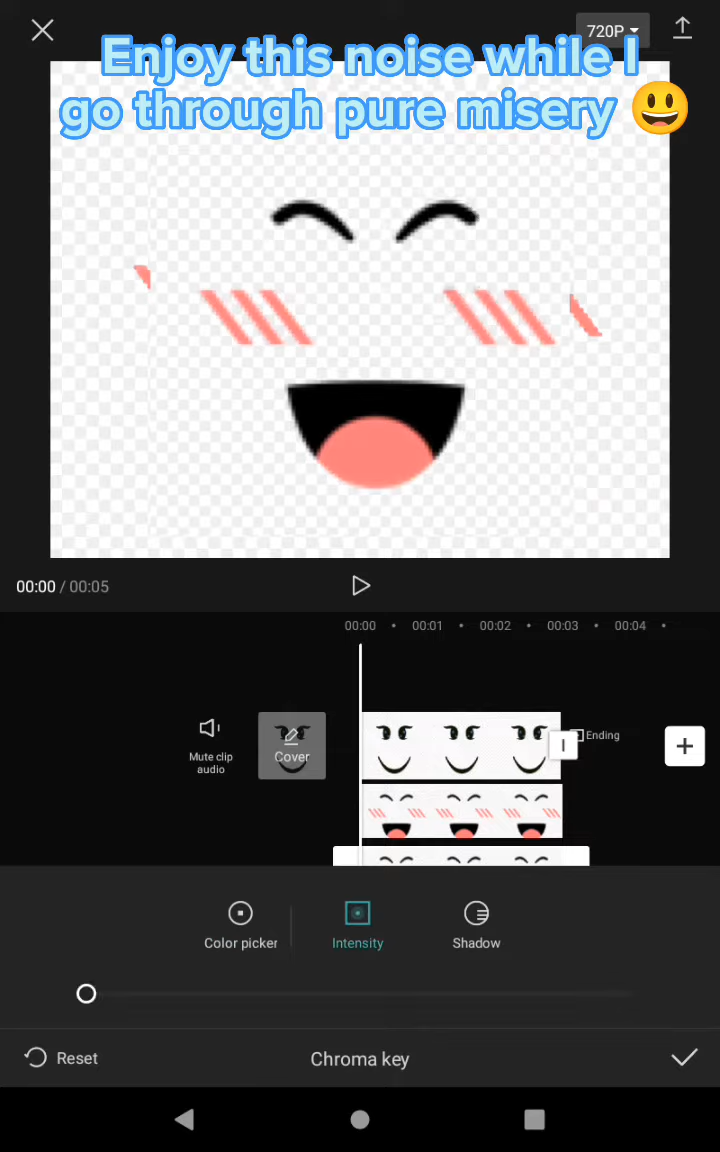 720P
Enjoy this noise while I
go through pure misery 😃
00:00 / 00:05
00:00 • 00:01 • 00:02 • 00:03 • 00:04 •
Mute clip
audio
Cover
Ending
Color picker
Intensity
Shadow
Reset
Chroma key